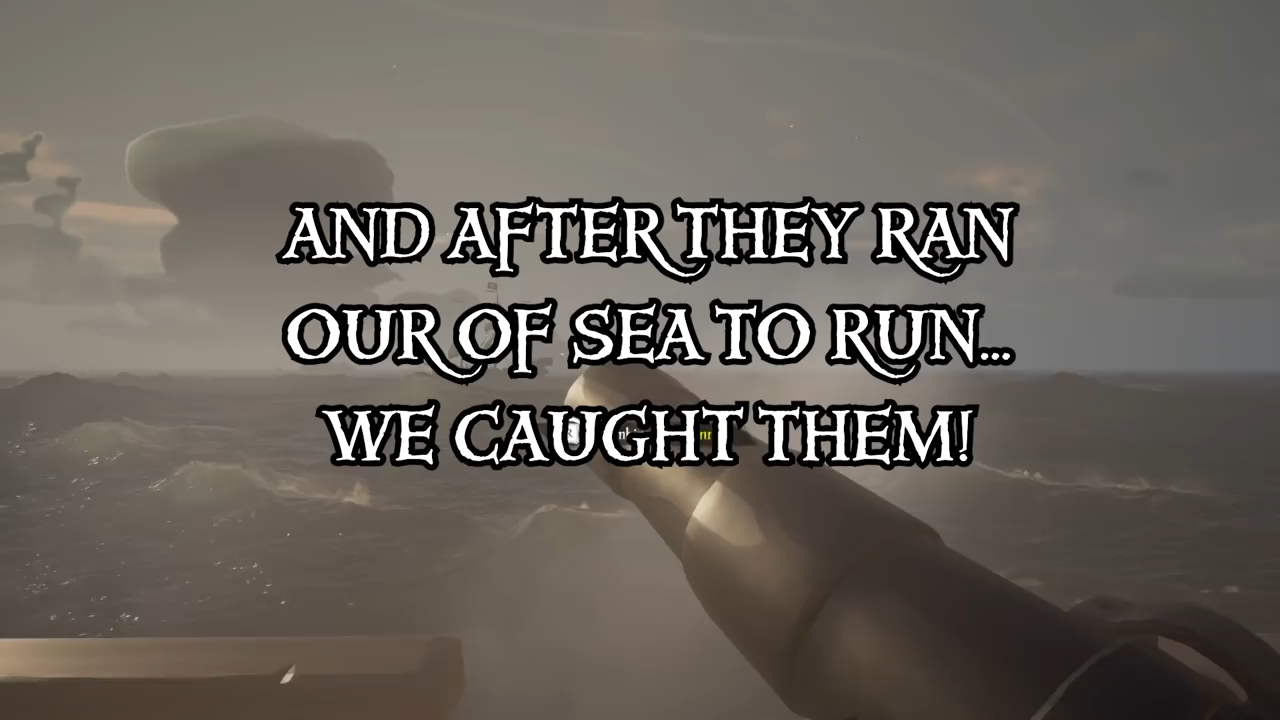 AND AFTER THEY RAN
OUR OF SEA TO RUN...
WE CAUGHT THEM!